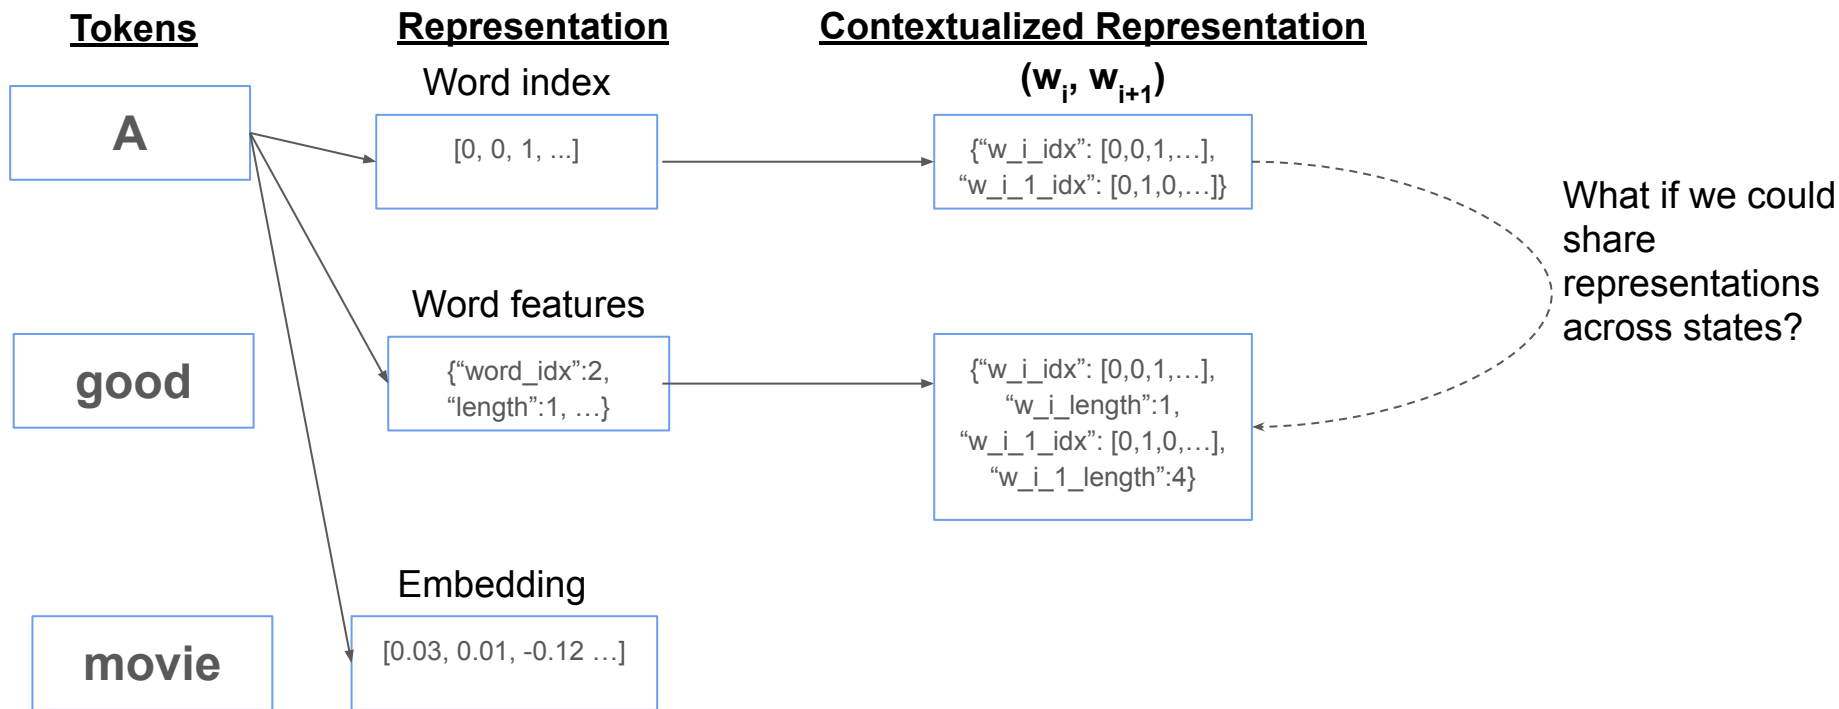 Tokens
Representation
Contextualized Representation
Word index
(w_i, w_{i+1})
A
[0, 0, 1, ...]
{“w_i_idx”: [0,0,1,…],
“w_i_1_idx”: [0,1,0,…]}
What if we could
share
representations
across states?
Word features
good
{“word_idx”:2,
“length”:1, …}
{“w_i_idx”: [0,0,1,…],
“w_i_length”:1,
“w_i_1_idx”: [0,1,0,…],
“w_i_1_length”:4}
Embedding
movie
[0.03, 0.01, -0.12 …]